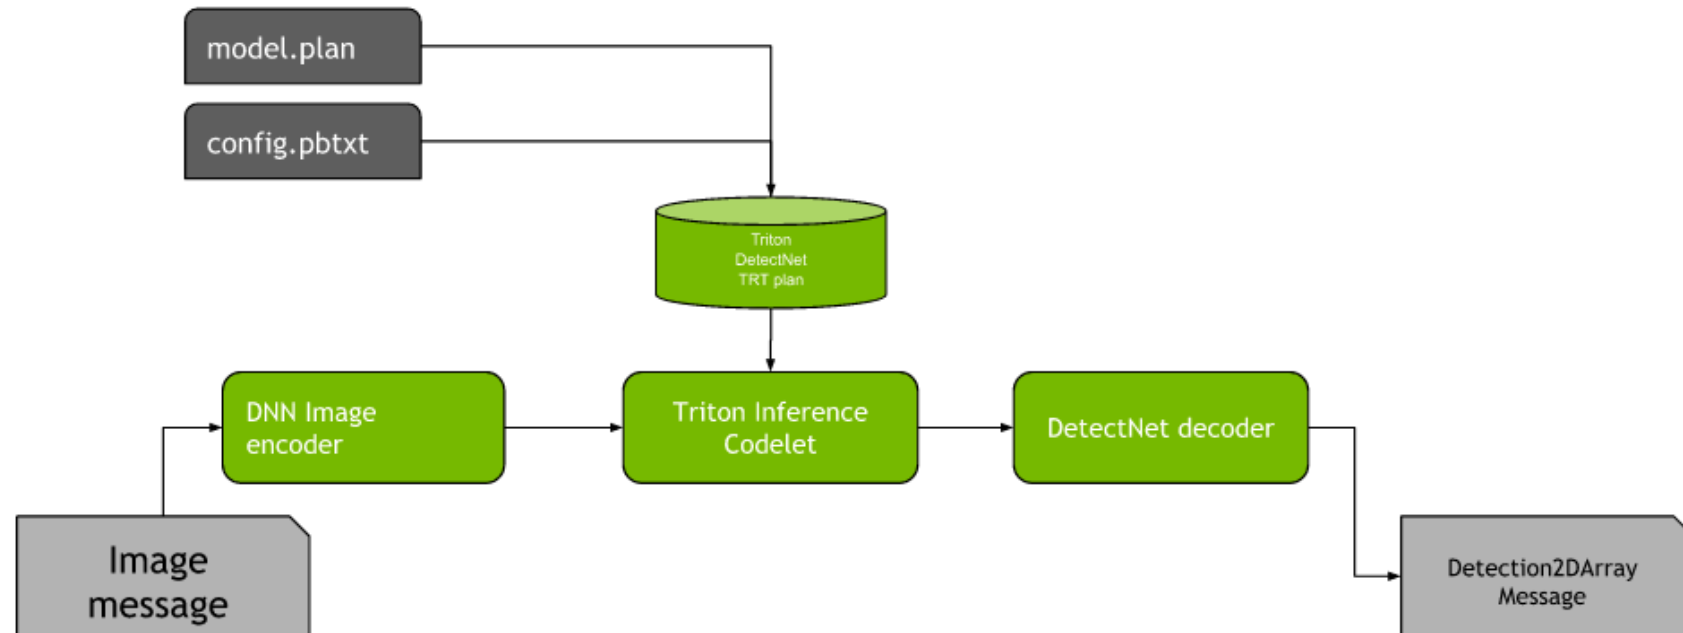 model.plan
config.pbtxt
Triton
DetectNet
TRT plan
DNN Image
encoder
Triton Inference
Codelet
DetectNet decoder
Image
message
Detection2DArray
Message